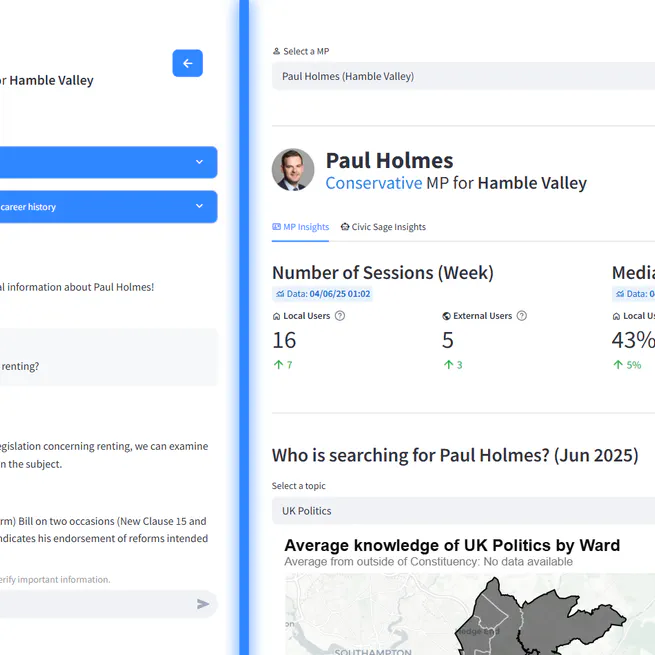 or Hamble Valley
career history
al information about Paul Holmes!
renting?
egislation concerning renting, we can examine
n the subject.
rm) Bill on two occasions (New Clause 15 and
ndicates his endorsement of reforms intended
erify important information.
Select a MP
Paul Holmes (Hamble Valley)
Paul Holmes
Conservative MP for Hamble Valley
MP Insights Civic Sage Insights
Number of Sessions (Week) Media
Data: 04/06/25 01:02 Data: 0
Local Users External Users Local Us
16 5 43%
7 3 5%
Who is searching for Paul Holmes? (Jun 2025)
Select a topic
UK Politics
Average knowledge of UK Politics by Ward
Average from outside of Constituency: No data available
Hedge End
on
SOUTHAMPTON